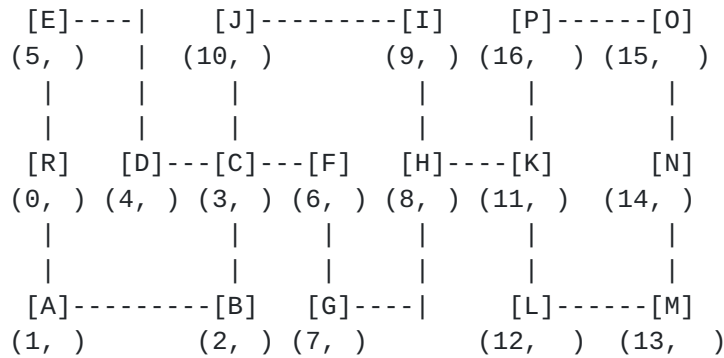 [E]----|    [J]---------[I]    [P]------[O]
(5, )  |  (10, )       (9, ) (16,  ) (15,  )
  |    |     |           |      |        |
  |    |     |           |      |        |
 [R]   [D]---[C]---[F]   [H]----[K]      [N]
(0, ) (4, ) (3, ) (6, ) (8, ) (11, )  (14, )
  |          |     |     |      |        |
  |          |     |     |      |        |
 [A]---------[B]   [G]----|     [L]------[M]
(1, )       (2, ) (7, )       (12,  ) (13,  )